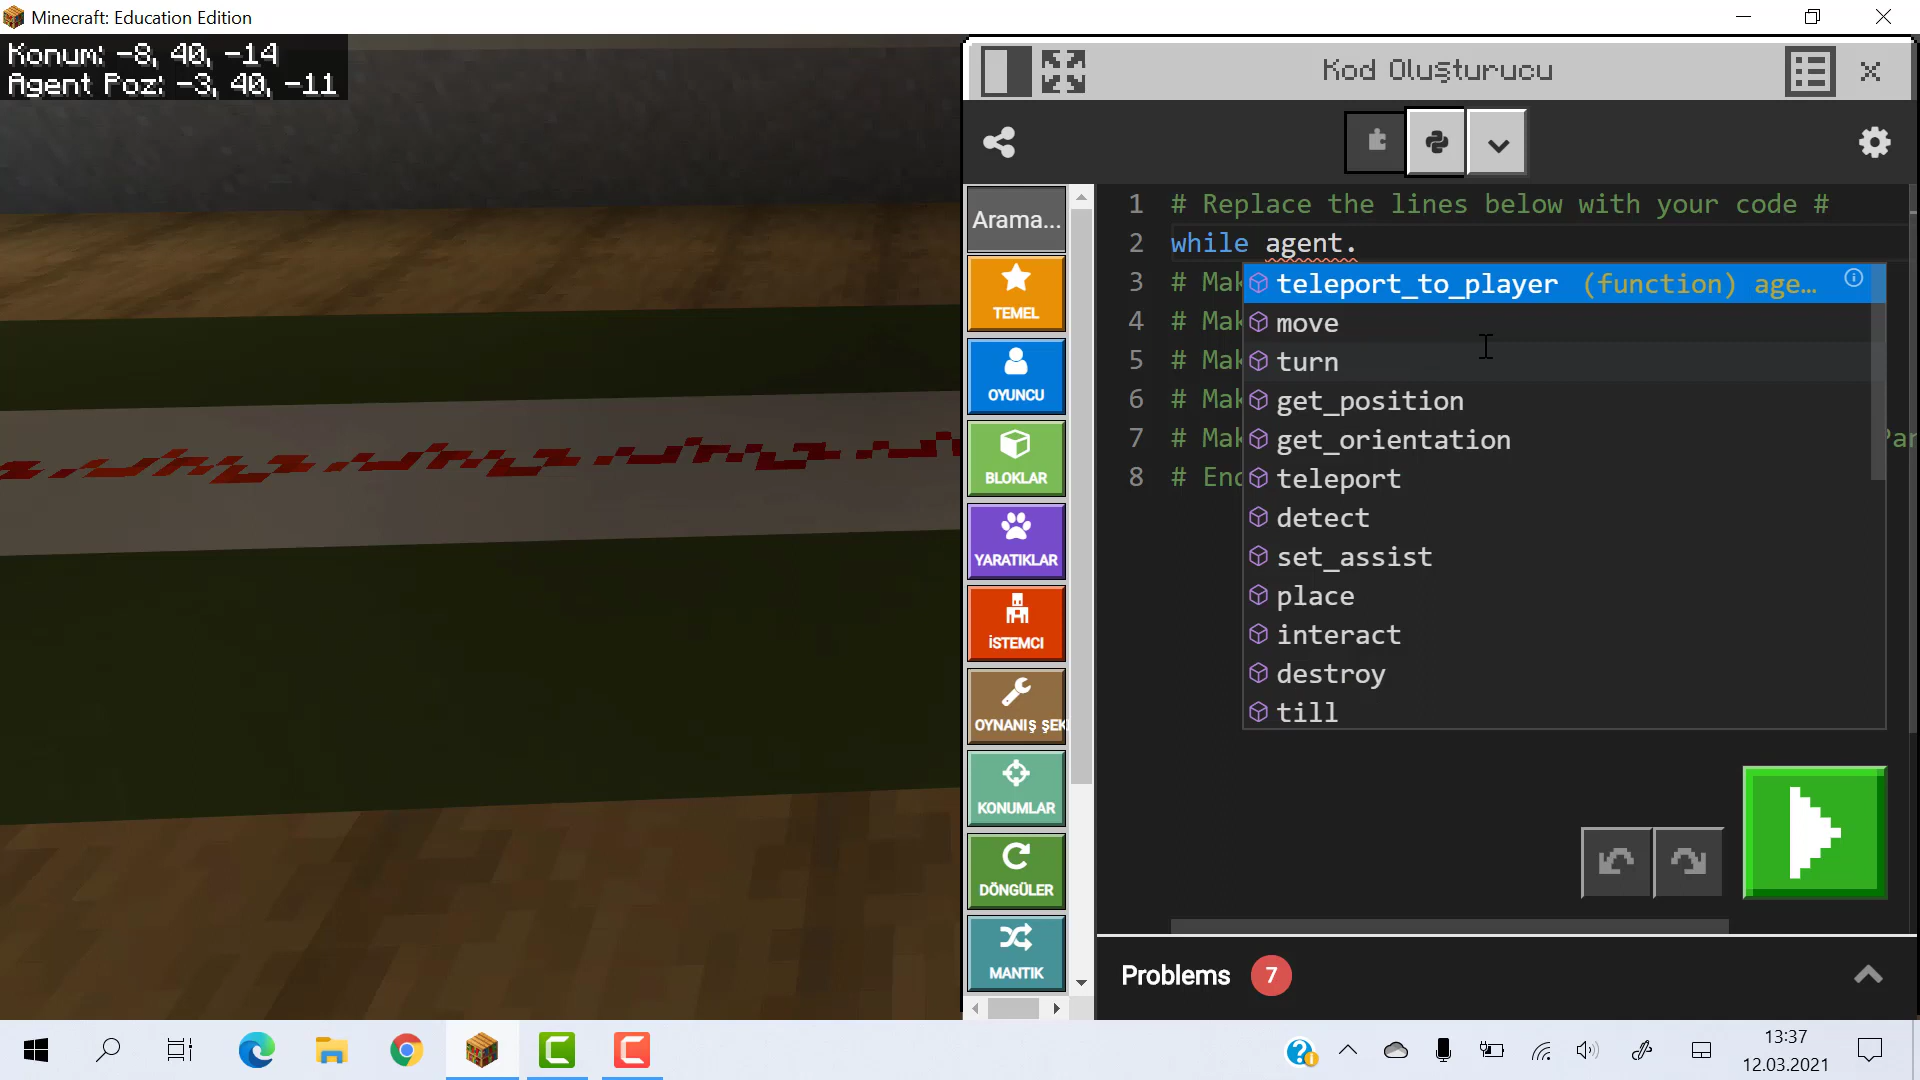 Minecraft: Education Edition
Konum: -8, 40, -14
Agent Poz: -3, 40, -11
Kod Oluşturucu
Arama...
TEMEL
OYUNCU
BLOKLAR
YARATIKLAR
İSTEMCI
OYNANIŞ ŞEK
KONUMLAR
DÖNGÜLER
MANTIK
1 # Replace the lines below with your code #
2 while agent.
3 # Mak
4 # Mak
5 # Mak
6 # Mak
7 # Mak
8 # End
teleport_to_player (function) age...
move
turn
get_position
get_orientation
teleport
detect
set_assist
place
interact
destroy
till
Problems 7
13:37
12.03.2021